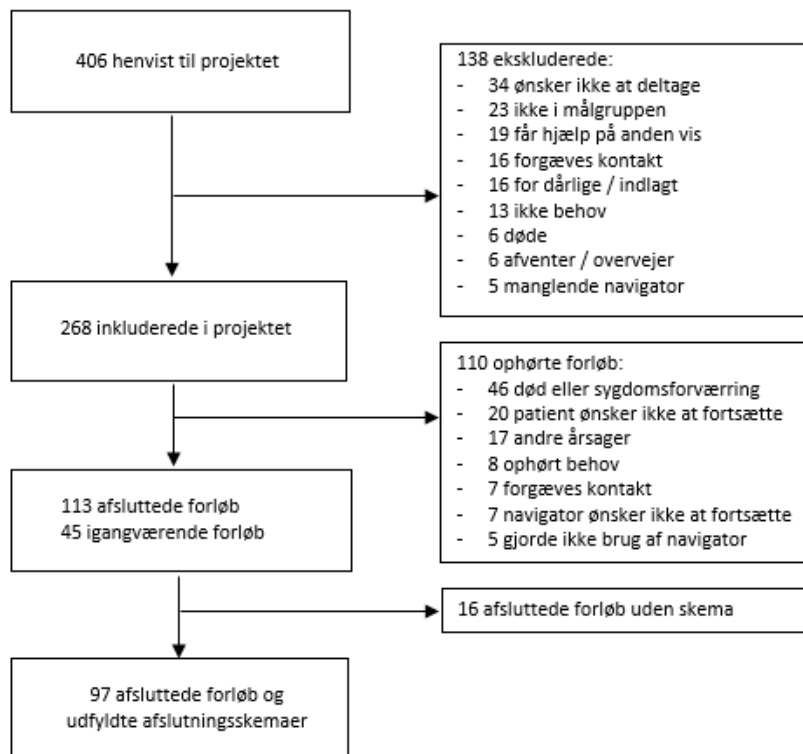 406 henvist til projektet
138 ekskluderede:
- 34 ønsker ikke at deltage
- 23 ikke i målgruppen
- 19 får hjælp på anden vis
- 16 forgæves kontakt
- 16 for dårlige / indlagt
- 13 ikke behov
- 6 døde
- 6 afventer / overvejer
- 5 manglende navigator
268 inkluderede i projektet
110 ophørte forløb:
- 46 død eller sygdomsforværring
- 20 patient ønsker ikke at fortsætte
- 17 andre årsager
- 8 ophørt behov
- 7 forgæves kontakt
- 7 navigator ønsker ikke at fortsætte
- 5 gjorde ikke brug af navigator
113 afsluttede forløb
45 igangværende forløb
16 afsluttede forløb uden skema
97 afsluttede forløb og
udfyldte afslutningsskemaer